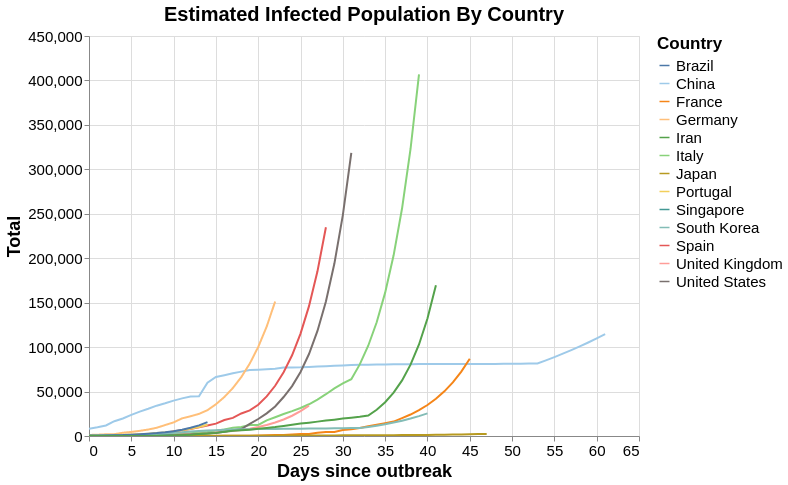 Estimated Infected Population By Country
450,000
400,000
350,000
300,000
250,000
200,000
150,000
100,000
50,000
0
Total
0 5 10 15 20 25 30 35 40 45 50 55 60 65
Days since outbreak
Country
Brazil
China
France
Germany
Iran
Italy
Japan
Portugal
Singapore
South Korea
Spain
United Kingdom
United States